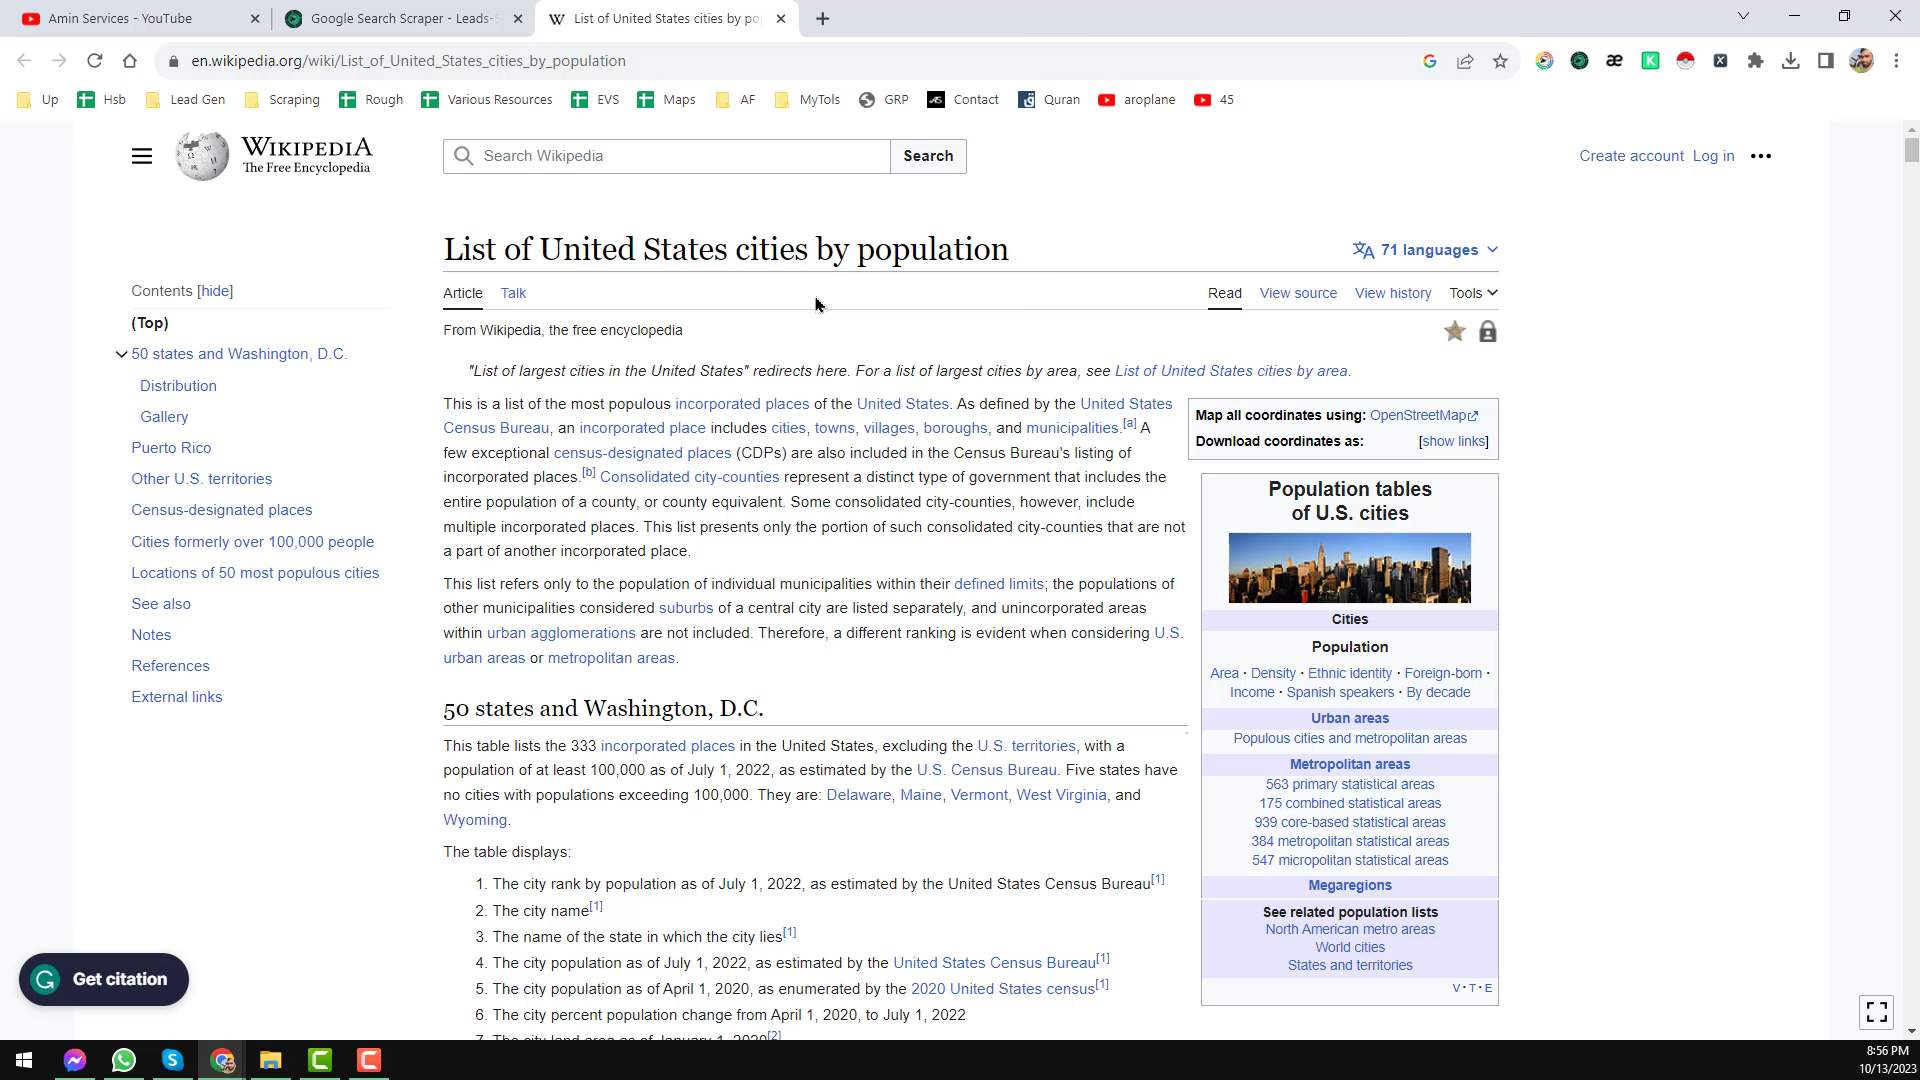 Amin Services - YouTube
Google Search Scraper - Leads-S
List of United States cities by po
en.wikipedia.org/wiki/List_of_United_States_cities_by_population
Up
Hsb
Lead Gen
Scraping
Rough
Various Resources
EVS
Maps
AF
MyTols
GRP
Contact
Quran
aroplane
45
WIKIPEDIA
The Free Encyclopedia
Search Wikipedia
Search
Create account
Log in
List of United States cities by population
71 languages
Article
Talk
Read
View source
View history
Tools
From Wikipedia, the free encyclopedia
Contents [hide]
(Top)
50 states and Washington, D.C.
Distribution
Gallery
Puerto Rico
Other U.S. territories
Census-designated places
Cities formerly over 100,000 people
Locations of 50 most populous cities
See also
Notes
References
External links
"List of largest cities in the United States" redirects here. For a list of largest cities by area, see List of United States cities by area.
This is a list of the most populous incorporated places of the United States. As defined by the United States
Census Bureau, an incorporated place includes cities, towns, villages, boroughs, and municipalities.[a] A
few exceptional census-designated places (CDPs) are also included in the Census Bureau's listing of
incorporated places.[b] Consolidated city-counties represent a distinct type of government that includes the
entire population of a county, or county equivalent. Some consolidated city-counties, however, include
multiple incorporated places. This list presents only the portion of such consolidated city-counties that are not
a part of another incorporated place.
This list refers only to the population of individual municipalities within their defined limits; the populations of
other municipalities considered suburbs of a central city are listed separately, and unincorporated areas
within urban agglomerations are not included. Therefore, a different ranking is evident when considering U.S.
urban areas or metropolitan areas.
50 states and Washington, D.C.
This table lists the 333 incorporated places in the United States, excluding the U.S. territories, with a
population of at least 100,000 as of July 1, 2022, as estimated by the U.S. Census Bureau. Five states have
no cities with populations exceeding 100,000. They are: Delaware, Maine, Vermont, West Virginia, and
Wyoming.
The table displays:
1. The city rank by population as of July 1, 2022, as estimated by the United States Census Bureau[1]
2. The city name[1]
3. The name of the state in which the city lies[1]
4. The city population as of July 1, 2022, as estimated by the United States Census Bureau[1]
5. The city population as of April 1, 2020, as enumerated by the 2020 United States census[1]
6. The city percent population change from April 1, 2020, to July 1, 2022
7. The city land area as of January 1, 2020[2]
Map all coordinates using: OpenStreetMap
Download coordinates as: [show links]
Population tables
of U.S. cities
Cities
Population
Area · Density · Ethnic identity · Foreign-born ·
Income · Spanish speakers · By decade
Urban areas
Populous cities and metropolitan areas
Metropolitan areas
563 primary statistical areas
175 combined statistical areas
939 core-based statistical areas
384 metropolitan statistical areas
547 micropolitan statistical areas
Megaregions
See related population lists
North American metro areas
World cities
States and territories
V · T · E
Get citation
8:56 PM
10/13/2023